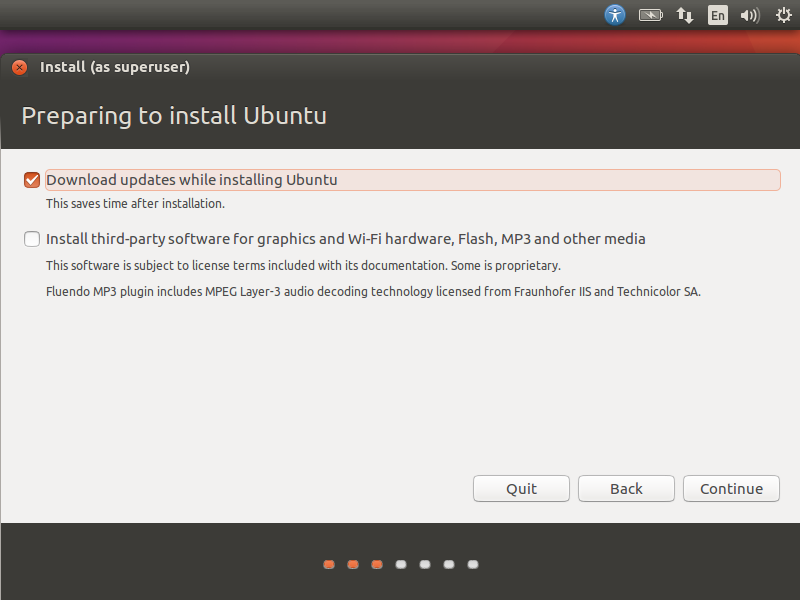 En
Install (as superuser)
Preparing to install Ubuntu
Download updates while installing Ubuntu
This saves time after installation.
Install third-party software for graphics and Wi-Fi hardware, Flash, MP3 and other media
This software is subject to license terms included with its documentation. Some is proprietary.
Fluendo MP3 plugin includes MPEG Layer-3 audio decoding technology licensed from Fraunhofer IIS and Technicolor SA.
Quit Back Continue